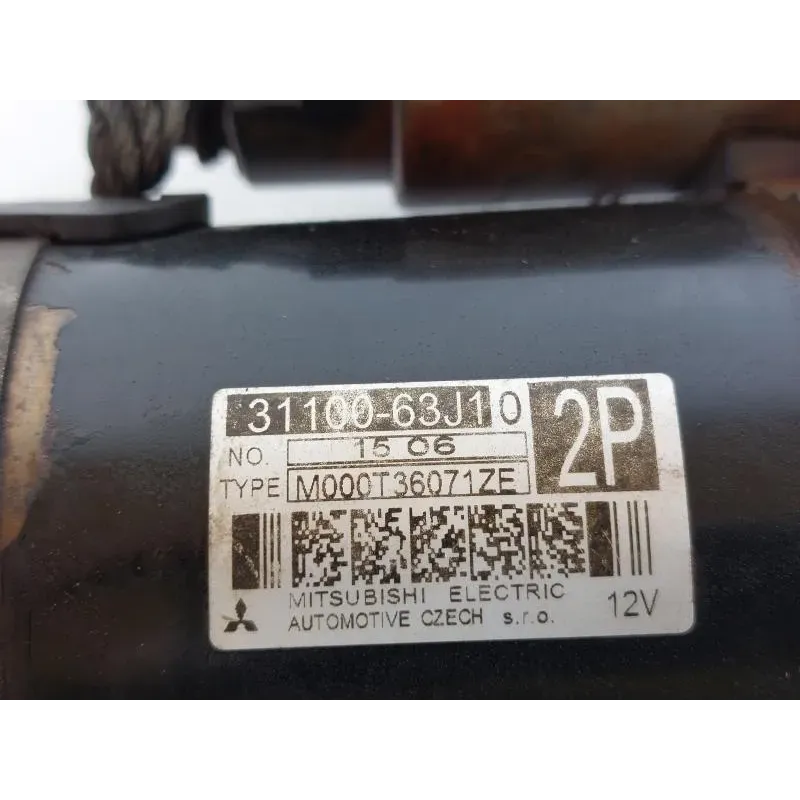 31100-63J10
2P
NO. 15 06
TYPE M000T36071ZE
MITSUBISHI ELECTRIC
AUTOMOTIVE CZECH s.r.o.
12V